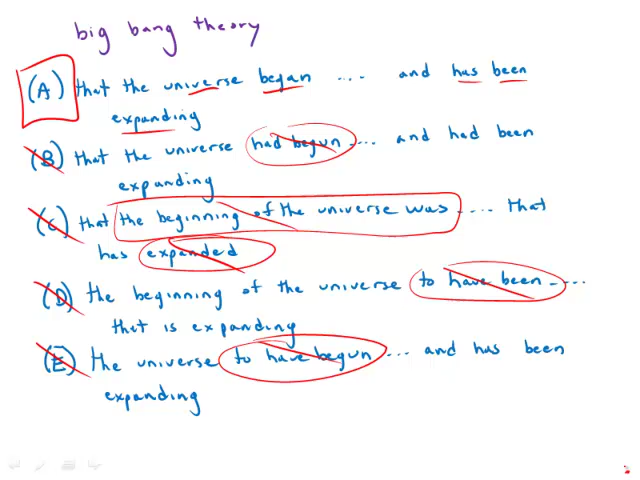 big bang theory
(A) that the universe began .... and has been
expanding
(B) that the universe had begun .... and had been
expanding
(C) that the beginning of the universe was .... that
has expanded
(D) the beginning of the universe to have been ....
that is expanding
(E) the universe to have begun .... and has been
expanding